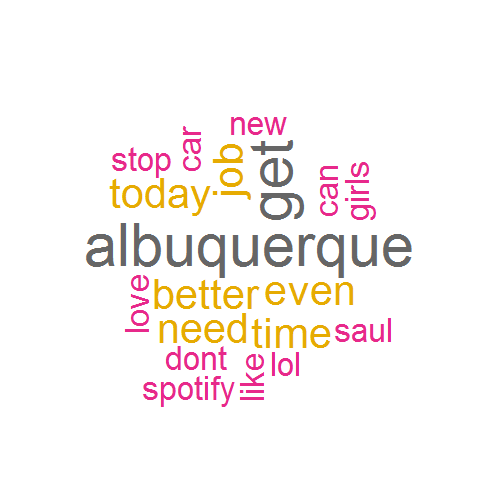 new
car
stop
job
get
can
girls
today
albuquerque
love
better
even
need
time
saul
dont
like
lol
spotify